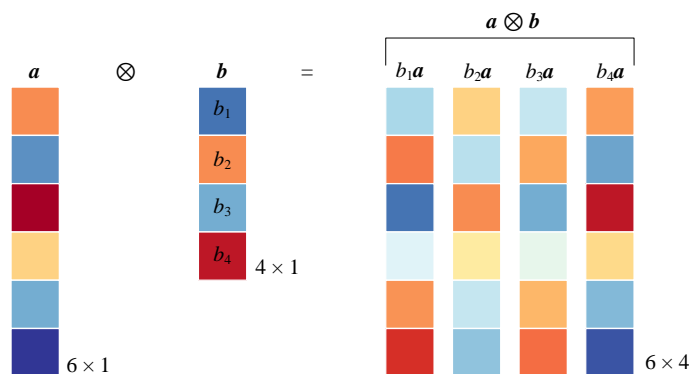 a ⊗ b
a ⊗ b = b₁a b₂a b₃a b₄a
b₁
b₂
b₃
b₄
4 × 1
6 × 1
6 × 4